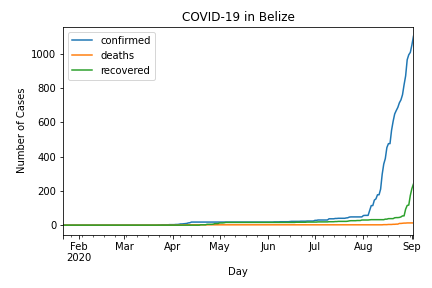 COVID-19 in Belize
confirmed
deaths
recovered
Number of Cases
1000
800
600
400
200
0
Feb Mar Apr May Jun Jul Aug Sep
2020
Day